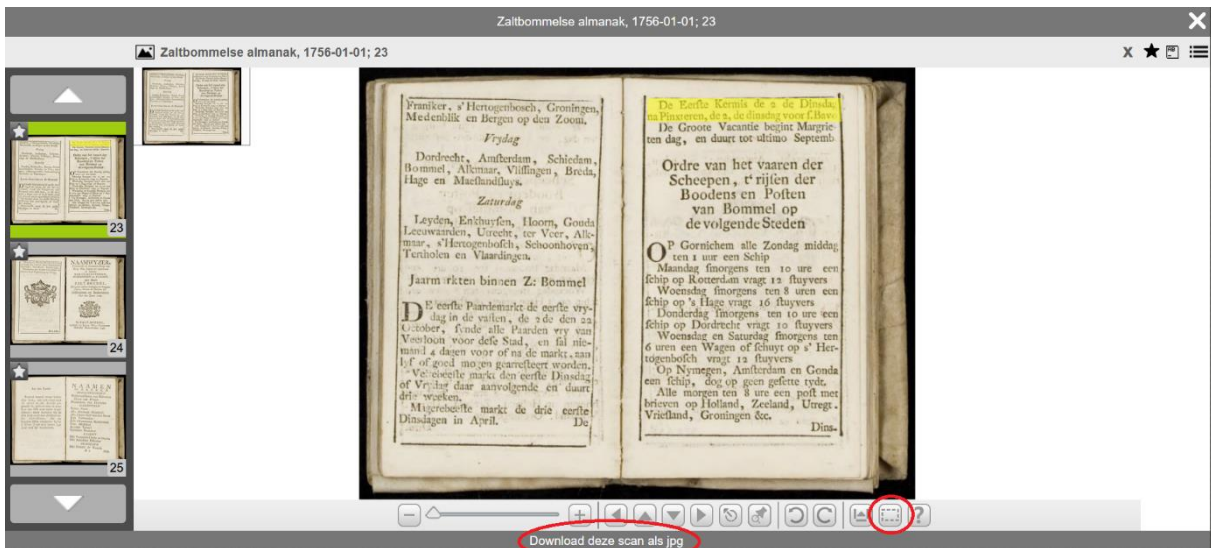 Zaltbommelse almanak, 1756-01-01; 23
X
Zaltbommelse almanak, 1756-01-01; 23
X
23
24
25
Franiker, s'Hertogenbosch, Groningen,
Medenblik en Bergen op den Zoom.
Vrydag
Dordrecht, Amsterdam, Schiedam,
Bommel, Alkmaar, Vlissingen, Breda,
Hage en Maeslandsluys.
Zaturdag
Leyden, Enkhuysen, Hoorn, Gouda
Leeuwaarden, Utrecht, ter Veer, Alk-
maar, s'Hertogenbosch, Schoonhoven,
Tertholen en Vlaardingen.
Jaarmarkten binnen Z: Bommel
DE eerste Paardemarkt de eerste vry-
dag in de vasten, de 2 de den 22
October, synde alle Paarden vry van
Veerloon voor dese Stad, en sal nie-
mand 4 dagen voor of na de markt, aan
lyf of goed mogen gearresteert worden.
Vettebeeste markt den eerste Dinsdag
of Vrydag daar aanvolgende en duurt
drie weeken.
Magerebeeste markt de drie eerste
Dinsdagen in April. De
De Eerste Kermis de 2 de Dinsdag
na Pinxteren, de 2, de dinsdag voor f.Bavo
De Groote Vacantie begint Margrie-
ten dag, en duurt tot ultimo Septemb
Ordre van het vaaren der
Scheepen, t'rijsen der
Boodens en Posten
van Bommel op
de volgende Steden
OP Gornichem alle Zondag middag
ten 1 uur een Schip
Maandag smorgens ten 10 ure een
schip op Rotterdam vragt 12 stuyvers
Woensdag smorgens ten 8 uren een
schip op 's Hage vragt 16 stuyvers
Donderdag smorgens ten 10 ure een
schip op Dordrecht vragt 10 stuyvers
Woensdag en Saturdag smorgens ten
6 uren een Wagen of schuyt op s' Her-
togenbosch vragt 12 stuyvers
Op Nymegen, Amsterdam en Gouda
een schip, dog op geen gesette tydt.
Alle morgen ten 8 ure een post met
brieven op Holland, Zeeland, Utregt.
Vriesland, Groningen &c.
Dins-
Download deze scan als jpg